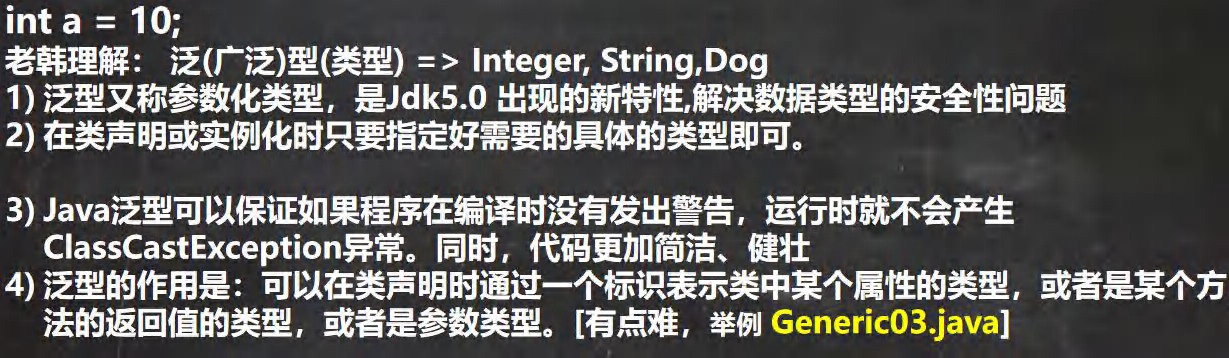 int a = 10;
老韩理解： 泛(广泛)型(类型) => Integer, String,Dog
1) 泛型又称参数化类型，是Jdk5.0 出现的新特性,解决数据类型的安全性问题
2) 在类声明或实例化时只要指定好需要的具体的类型即可。
3) Java泛型可以保证如果程序在编译时没有发出警告，运行时就不会产生
ClassCastException异常。同时，代码更加简洁、健壮
4) 泛型的作用是：可以在类声明时通过一个标识表示类中某个属性的类型，或者是某个方
法的返回值的类型，或者是参数类型。[有点难，举例 Generic03.java]